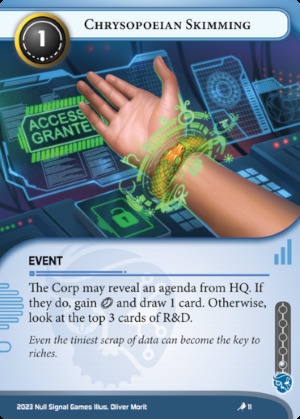 1
Chrysopoeian Skimming
ACCESS
GRANTED
EVENT
The Corp may reveal an agenda from HQ. If
they do, gain and draw 1 card. Otherwise,
look at the top 3 cards of R&D.
Even the tiniest scrap of data can become the key to
riches.
2023 Null Signal Games Illus. Oliver Morit
11